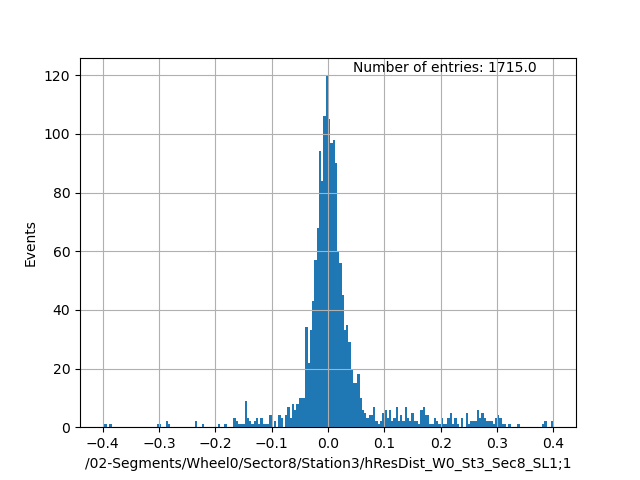 Number of entries: 1715.0
120
100
80
60
40
20
0
Events
−0.4 −0.3 −0.2 −0.1 0.0 0.1 0.2 0.3 0.4
/02-Segments/Wheel0/Sector8/Station3/hResDist_W0_St3_Sec8_SL1;1